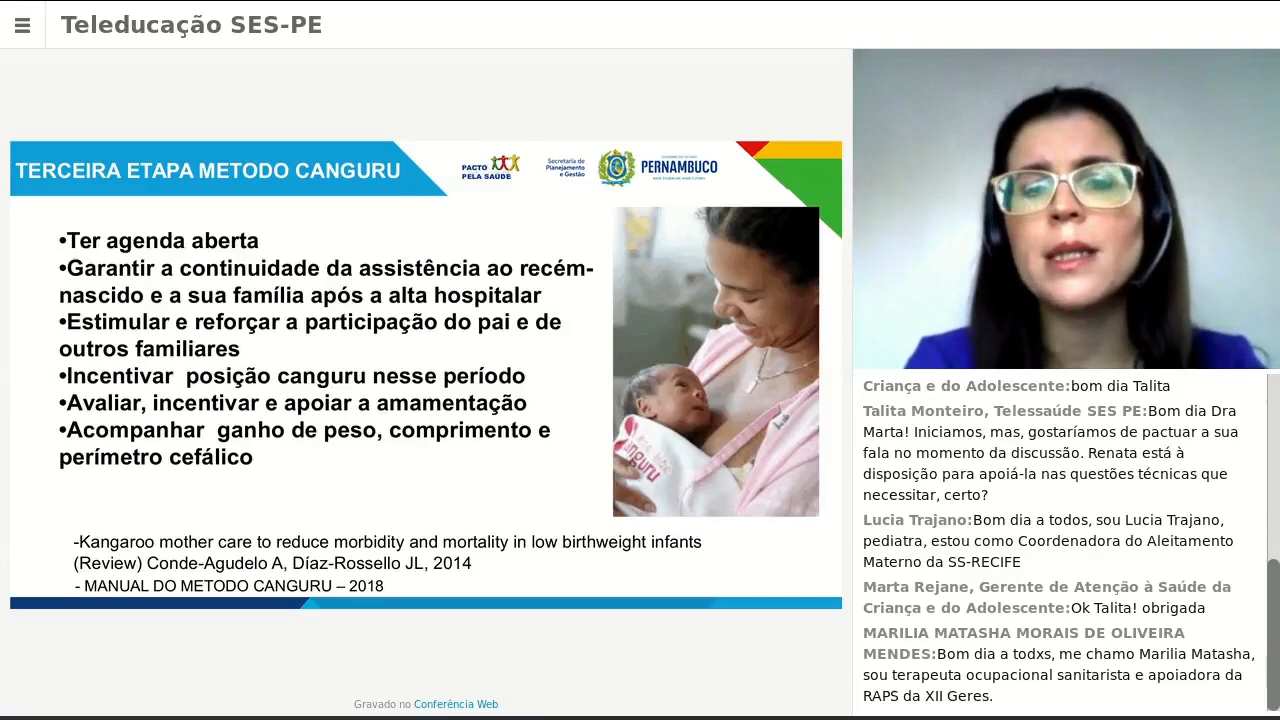 Teleducação SES-PE
TERCEIRA ETAPA METODO CANGURU
PACTO
PELA SAÚDE
Secretaria de
Planejamento
e Gestão
PERNAMBUCO
•Ter agenda aberta
•Garantir a continuidade da assistência ao recém-
nascido e a sua família após a alta hospitalar
•Estimular e reforçar a participação do pai e de
outros familiares
•Incentivar  posição canguru nesse período
•Avaliar, incentivar e apoiar a amamentação
•Acompanhar  ganho de peso, comprimento e
perímetro cefálico
-Kangaroo mother care to reduce morbidity and mortality in low birthweight infants
(Review) Conde-Agudelo A, Díaz-Rossello JL, 2014
- MANUAL DO METODO CANGURU – 2018
Gravado no Conferência Web
Criança e do Adolescente:bom dia Talita
Talita Monteiro, Telessaúde SES PE:Bom dia Dra
Marta! Iniciamos, mas, gostaríamos de pactuar a sua
fala no momento da discussão. Renata está à
disposição para apoiá-la nas questões técnicas que
necessitar, certo?
Lucia Trajano:Bom dia a todos, sou Lucia Trajano,
pediatra, estou como Coordenadora do Aleitamento
Materno da SS-RECIFE
Marta Rejane, Gerente de Atenção à Saúde da
Criança e do Adolescente:Ok Talita! obrigada
MARILIA MATASHA MORAIS DE OLIVEIRA
MENDES:Bom dia a todxs, me chamo Marilia Matasha,
sou terapeuta ocupacional sanitarista e apoiadora da
RAPS da XII Geres.